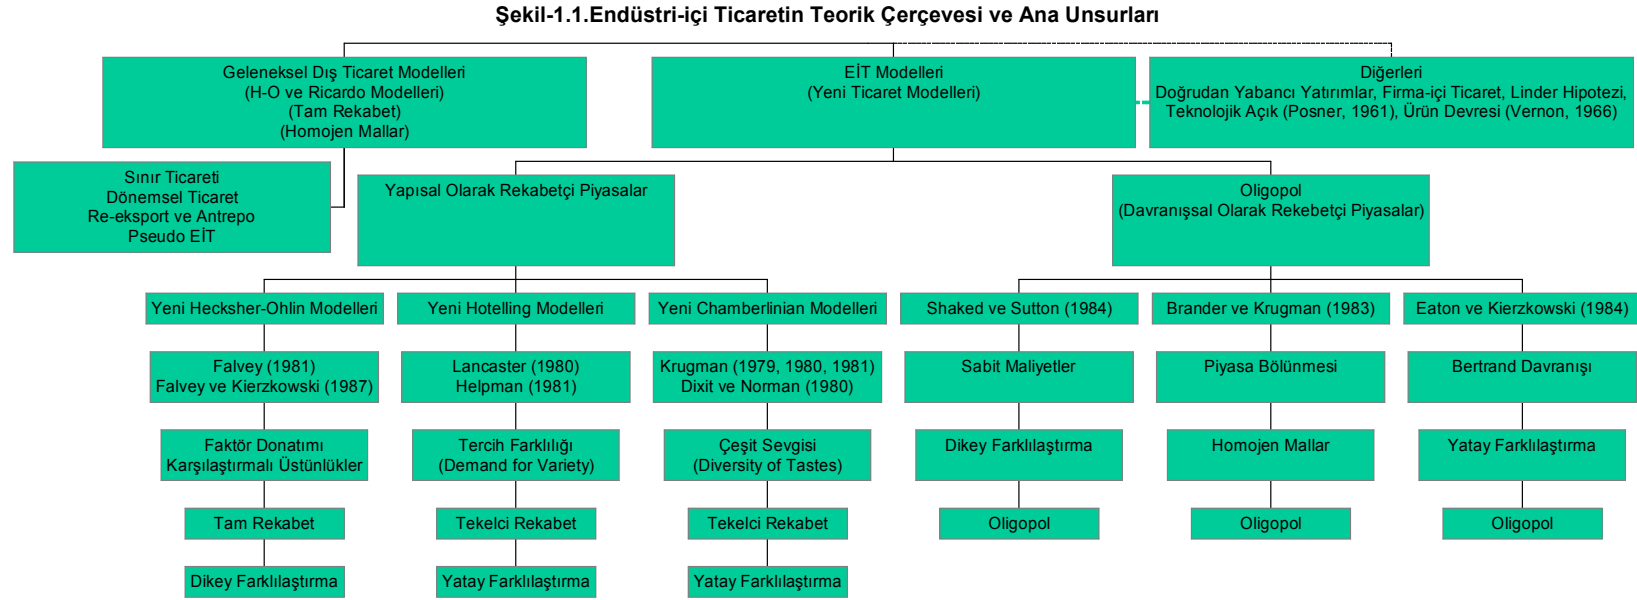 Şekil-1.1.Endüstri-içi Ticaretin Teorik Çerçevesi ve Ana Unsurları
Geleneksel Dış Ticaret Modelleri
(H-O ve Ricardo Modelleri)
(Tam Rekabet)
(Homojen Mallar)
EİT Modelleri
(Yeni Ticaret Modelleri)
Diğerleri
Doğrudan Yabancı Yatırımlar, Firma-içi Ticaret, Linder Hipotezi,
Teknolojik Açık (Posner, 1961), Ürün Devresi (Vernon, 1966)
Sınır Ticareti
Dönemsel Ticaret
Re-eksport ve Antrepo
Pseudo EİT
Yapısal Olarak Rekabetçi Piyasalar
Oligopol
(Davranışsal Olarak Rekebetçi Piyasalar)
Yeni Hecksher-Ohlin Modelleri
Yeni Hotelling Modelleri
Yeni Chamberlinian Modelleri
Shaked ve Sutton (1984)
Brander ve Krugman (1983)
Eaton ve Kierzkowski (1984)
Falvey (1981)
Falvey ve Kierzkowski (1987)
Lancaster (1980)
Helpman (1981)
Krugman (1979, 1980, 1981)
Dixit ve Norman (1980)
Sabit Maliyetler
Piyasa Bölünmesi
Bertrand Davranışı
Faktör Donatımı
Karşılaştırmalı Üstünlükler
Tercih Farklılığı
(Demand for Variety)
Çeşit Sevgisi
(Diversity of Tastes)
Dikey Farklılaştırma
Homojen Mallar
Yatay Farklılaştırma
Tam Rekabet
Tekelci Rekabet
Tekelci Rekabet
Oligopol
Oligopol
Oligopol
Dikey Farklılaştırma
Yatay Farklılaştırma
Yatay Farklılaştırma